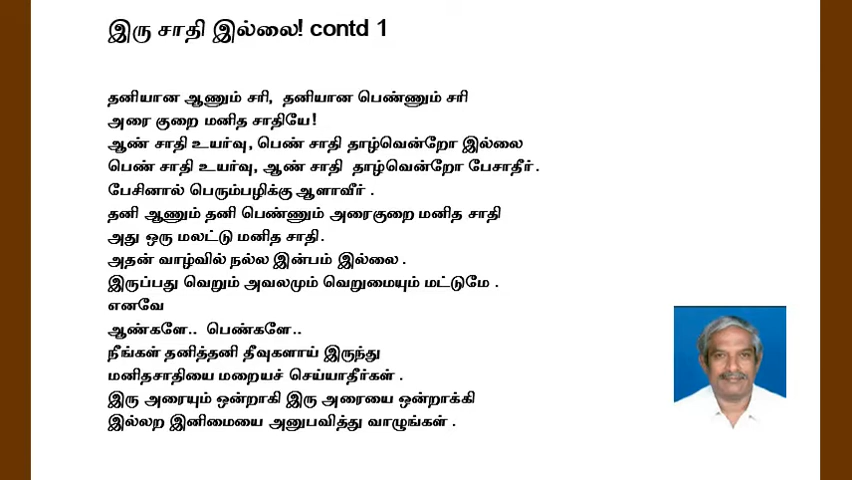 இரு சாதி இல்லை! contd 1
தனியான ஆணும் சரி, தனியான பெண்ணும் சரி
அரை குறை மனித சாதியே!
ஆண் சாதி உயர்வு, பெண் சாதி தாழ்வென்றோ இல்லை
பெண் சாதி உயர்வு, ஆண் சாதி தாழ்வென்றோ பேசாதீர்.
பேசினால் பெரும்பழிக்கு ஆளாவீர் .
தனி ஆணும் தனி பெண்ணும் அரைகுறை மனித சாதி
அது ஒரு மலட்டு மனித சாதி.
அதன் வாழ்வில் நல்ல இன்பம் இல்லை .
இருப்பது வெறும் அவலமும் வெறுமையும் மட்டுமே .
எனவே
ஆண்களே.. பெண்களே..
நீங்கள் தனித்தனி தீவுகளாய் இருந்து
மனிதசாதியை மறையச் செய்யாதீர்கள் .
இரு அரையும் ஒன்றாகி இரு அரையை ஒன்றாக்கி
இல்லற இனிமையை அனுபவித்து வாழுங்கள் .